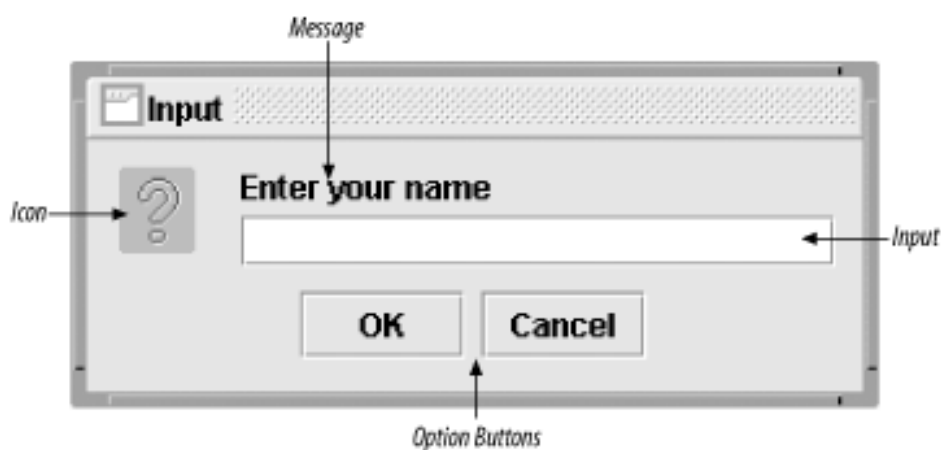 Message
Input
Enter your name
Icon
Input
OK Cancel
Option Buttons